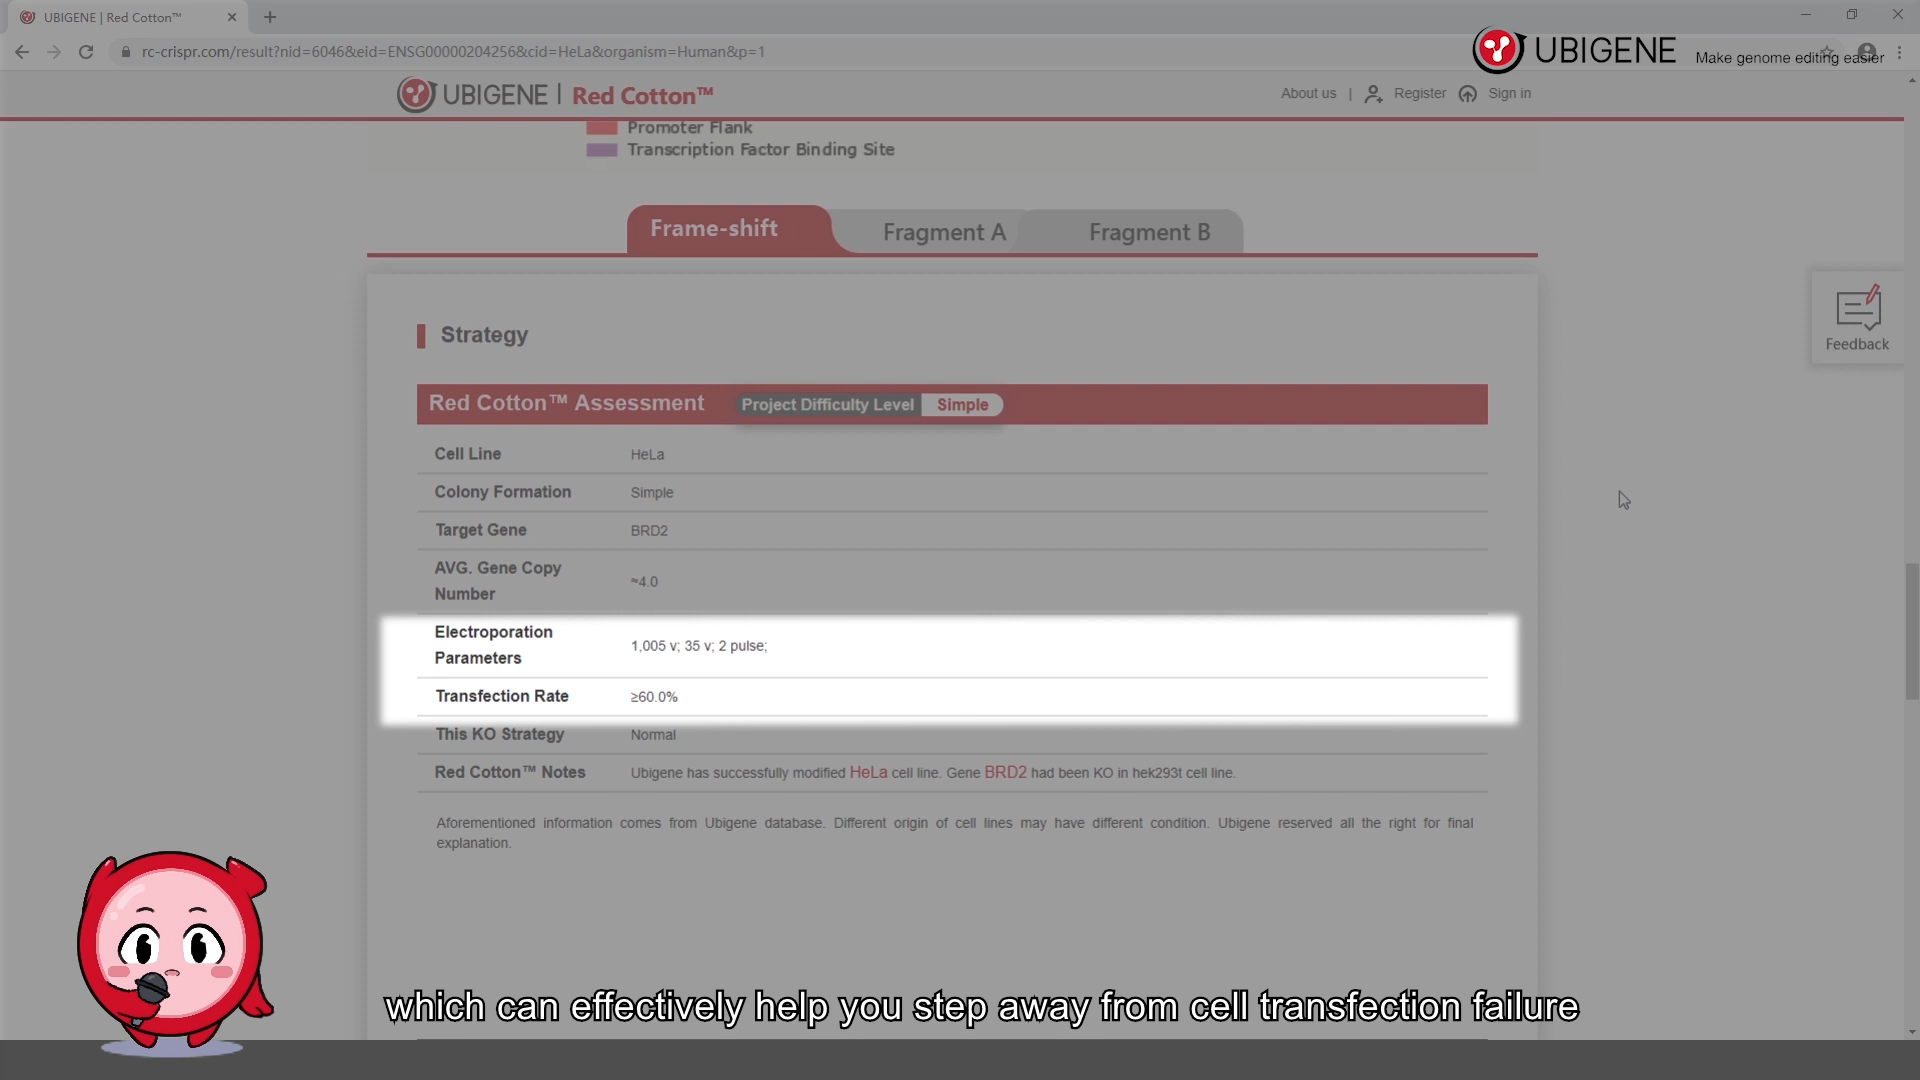 UBIGENE | Red Cotton™
rc-crispr.com/result?nid=6046&eid=ENSG00000204256&cid=HeLa&organism=Human&p=1
UBIGENE Make genome editing easier
UBIGENE | Red Cotton™
About us | Register Sign in
Promoter Flank
Transcription Factor Binding Site
Frame-shift Fragment A Fragment B
Feedback
Strategy
Red Cotton™ Assessment Project Difficulty Level Simple
Cell Line HeLa
Colony Formation Simple
Target Gene BRD2
AVG. Gene Copy
Number ≈4.0
Electroporation
Parameters 1,005 v; 35 v; 2 pulse;
Transfection Rate ≥60.0%
This KO Strategy Normal
Red Cotton™ Notes Ubigene has successfully modified HeLa cell line. Gene BRD2 had been KO in hek293t cell line.
Aforementioned information comes from Ubigene database. Different origin of cell lines may have different condition. Ubigene reserved all the right for final
explanation.
which can effectively help you step away from cell transfection failure